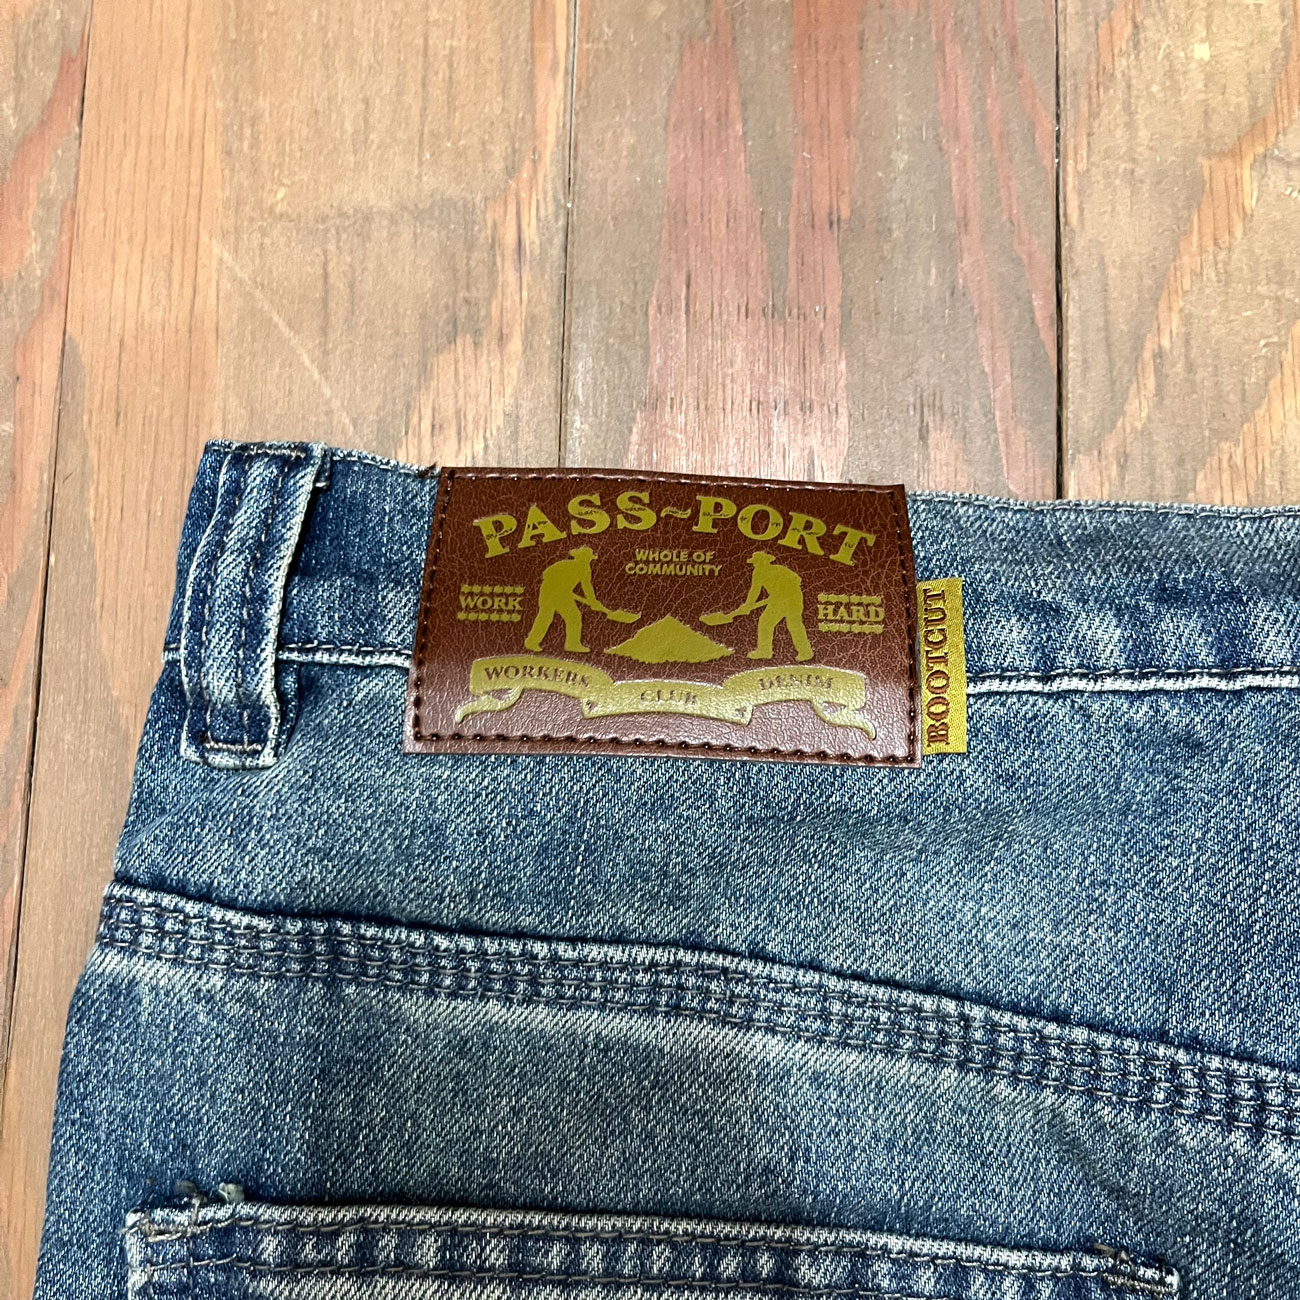 PASS~PORT
WHOLE OF
COMMUNITY
WORK
HARD
WORKERS CLUB DENIM
BOOTCUT